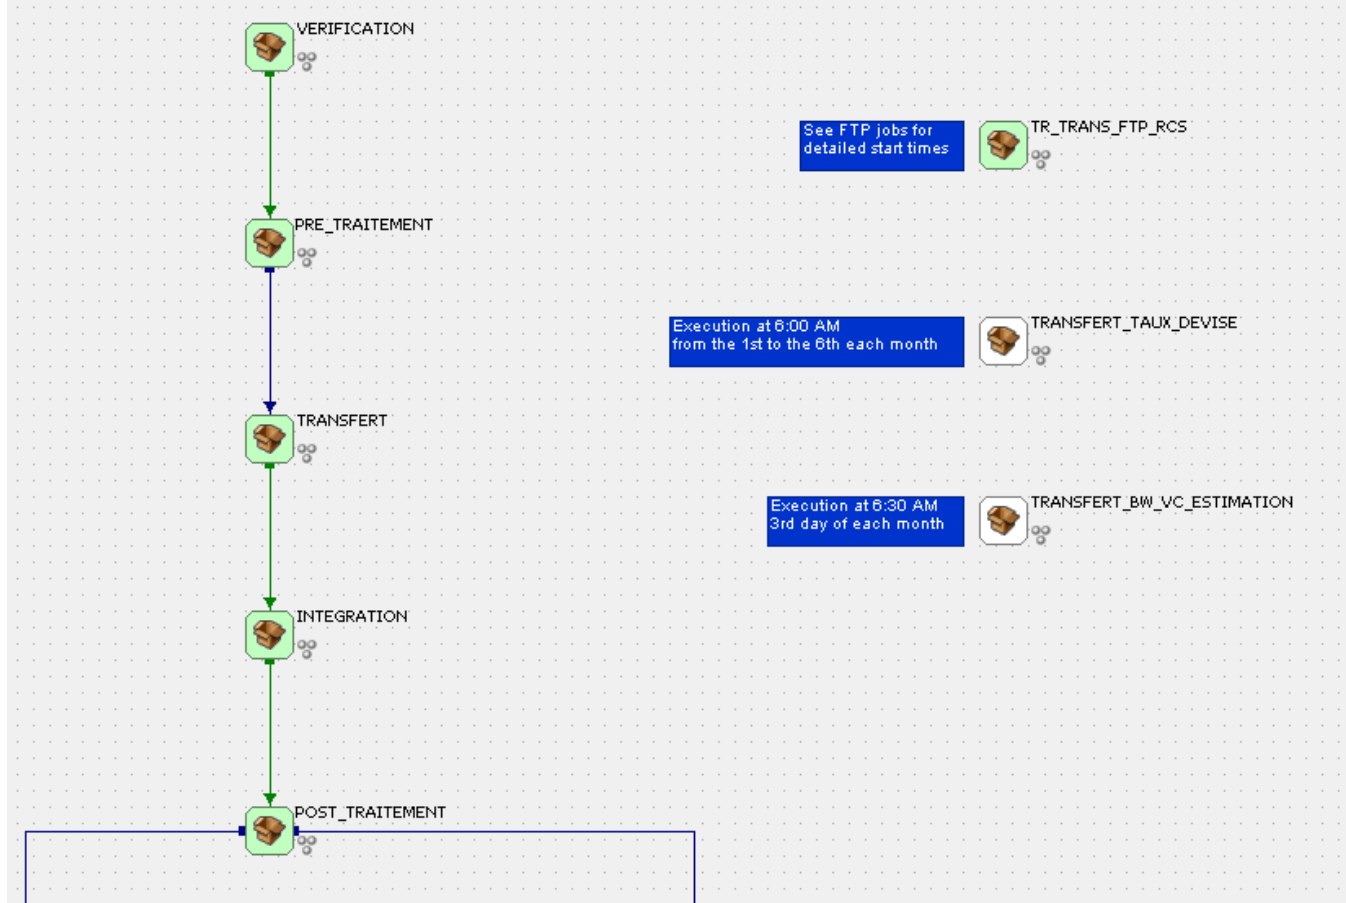 VERIFICATION
See FTP jobs for
detailed start times
TR_TRANS_FTP_RCS
PRE_TRAITEMENT
Execution at 6:00 AM
from the 1st to the 6th each month
TRANSFERT_TAUX_DEVISE
TRANSFERT
Execution at 6:30 AM
3rd day of each month
TRANSFERT_BW_VC_ESTIMATION
INTEGRATION
POST_TRAITEMENT